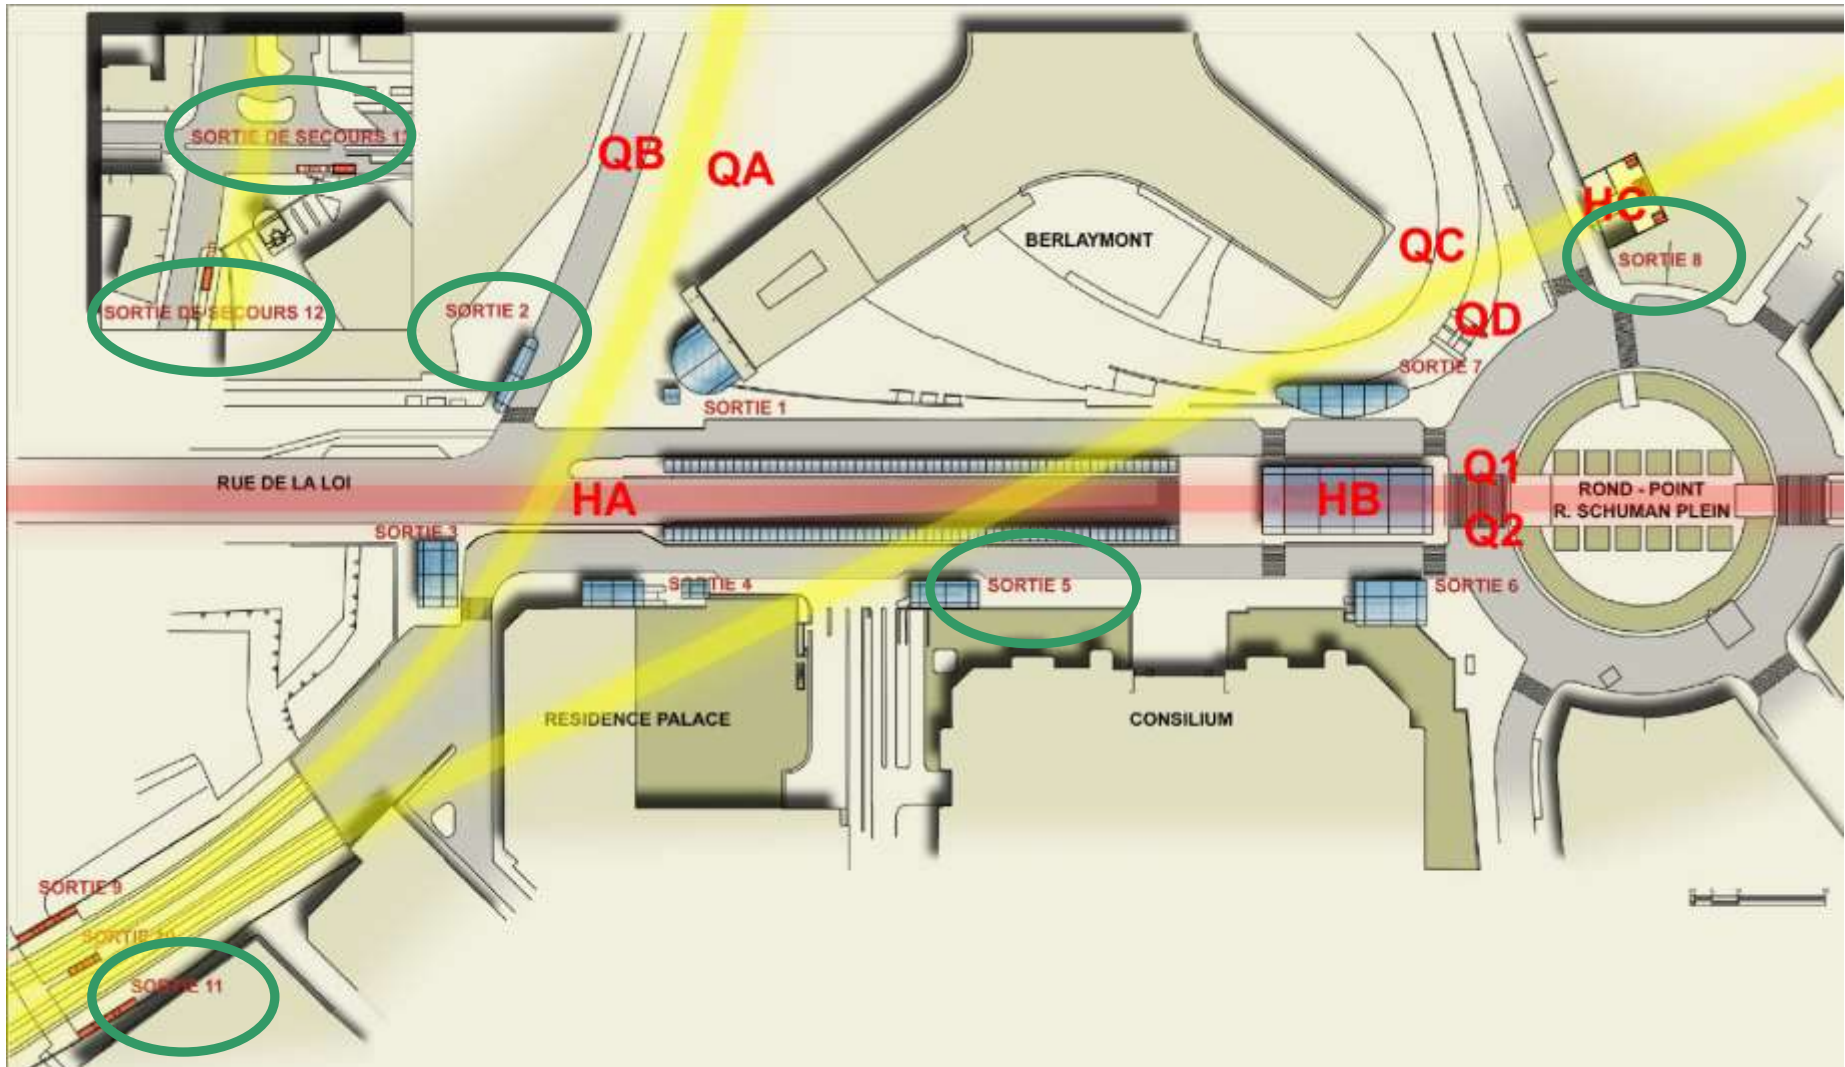 SORTIE DE SECOURS
SORTIE DE SECOURS 12
QB
QA
BERLAYMONT
QC
HC
SORTIE 8
SORTIE 2
QD
SORTIE 7
SORTIE 1
RUE DE LA LOI
HA
HB
Q1
ROND - POINT
R. SCHUMAN PLEIN
Q2
SORTIE 3
SORTIE 4
SORTIE 5
SORTIE 6
RESIDENCE PALACE
CONSILIUM
SORTIE 9
SORTIE
SORTIE 11